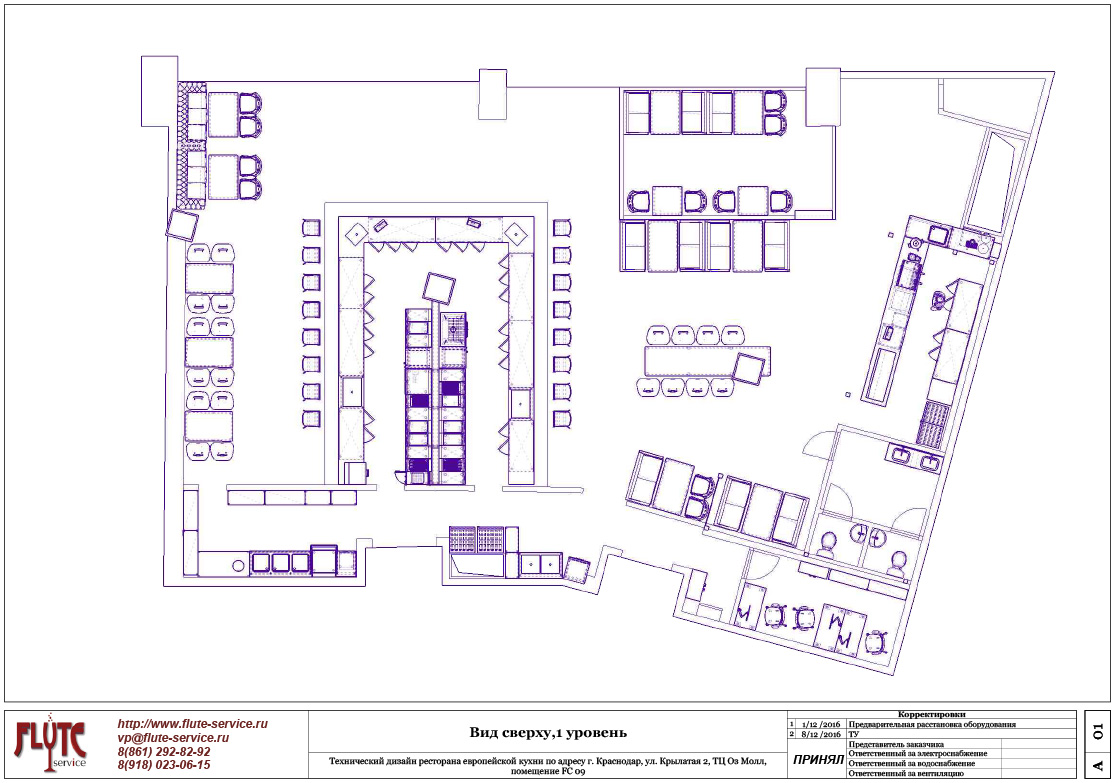 FLUTE
service
http://www.flute-service.ru
vp@flute-service.ru
8(861) 292-82-92
8(918) 023-06-15
Вид сверху,1 уровень
Технический дизайн ресторана европейской кухни по адресу г. Краснодар, ул. Крылатая 2, ТЦ Оз Молл,
помещение FC 09
Корректировки
1 1/12 /2016 Предварительная расстановка оборудования
2 8/12 /2016 ТУ
ПРИНЯЛ
Представитель заказчика
Ответственный за электроснабжение
Ответственный за водоснабжение
Ответственный за вентиляцию
01
A